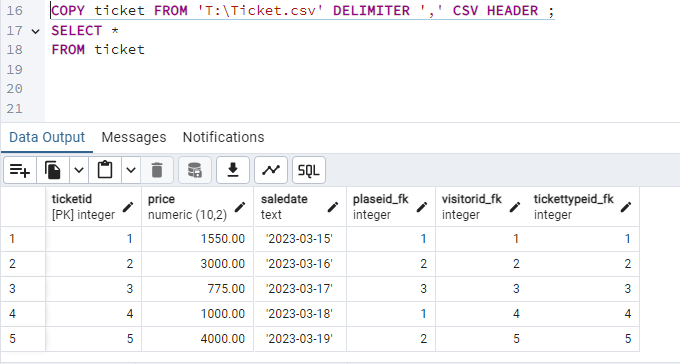 16 COPY ticket FROM 'T:\Ticket.csv' DELIMITER ',' CSV HEADER ;
17 SELECT *
18 FROM ticket
19
20
21
Data Output Messages Notifications
SQL
ticketid price saledate plaseid_fk visitorid_fk tickettypeid_fk
[PK] integer numeric (10,2) text integer integer integer
1 1 1550.00 '2023-03-15' 1 1 1
2 2 3000.00 '2023-03-16' 2 2 2
3 3 775.00 '2023-03-17' 3 3 3
4 4 1000.00 '2023-03-18' 1 4 4
5 5 4000.00 '2023-03-19' 2 5 5